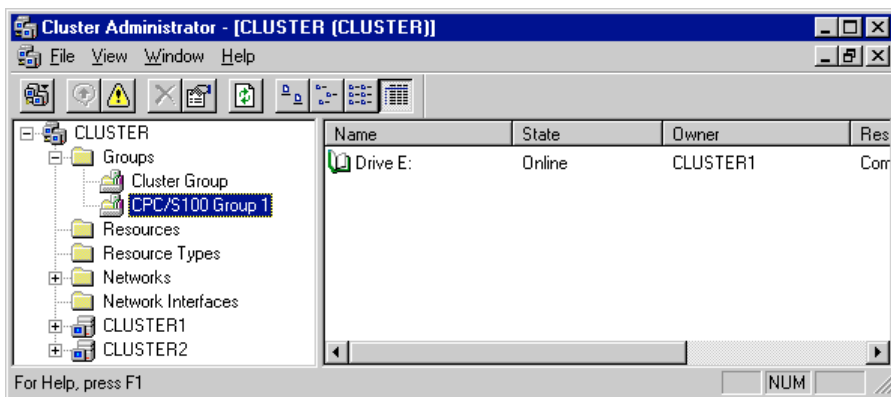 Cluster Administrator - [CLUSTER (CLUSTER)]
File View Window Help
CLUSTER
Groups
Cluster Group
CPC/S100 Group 1
Resources
Resource Types
Networks
Network Interfaces
CLUSTER1
CLUSTER2
Name State Owner Res
Drive E: Online CLUSTER1 Com
For Help, press F1 NUM